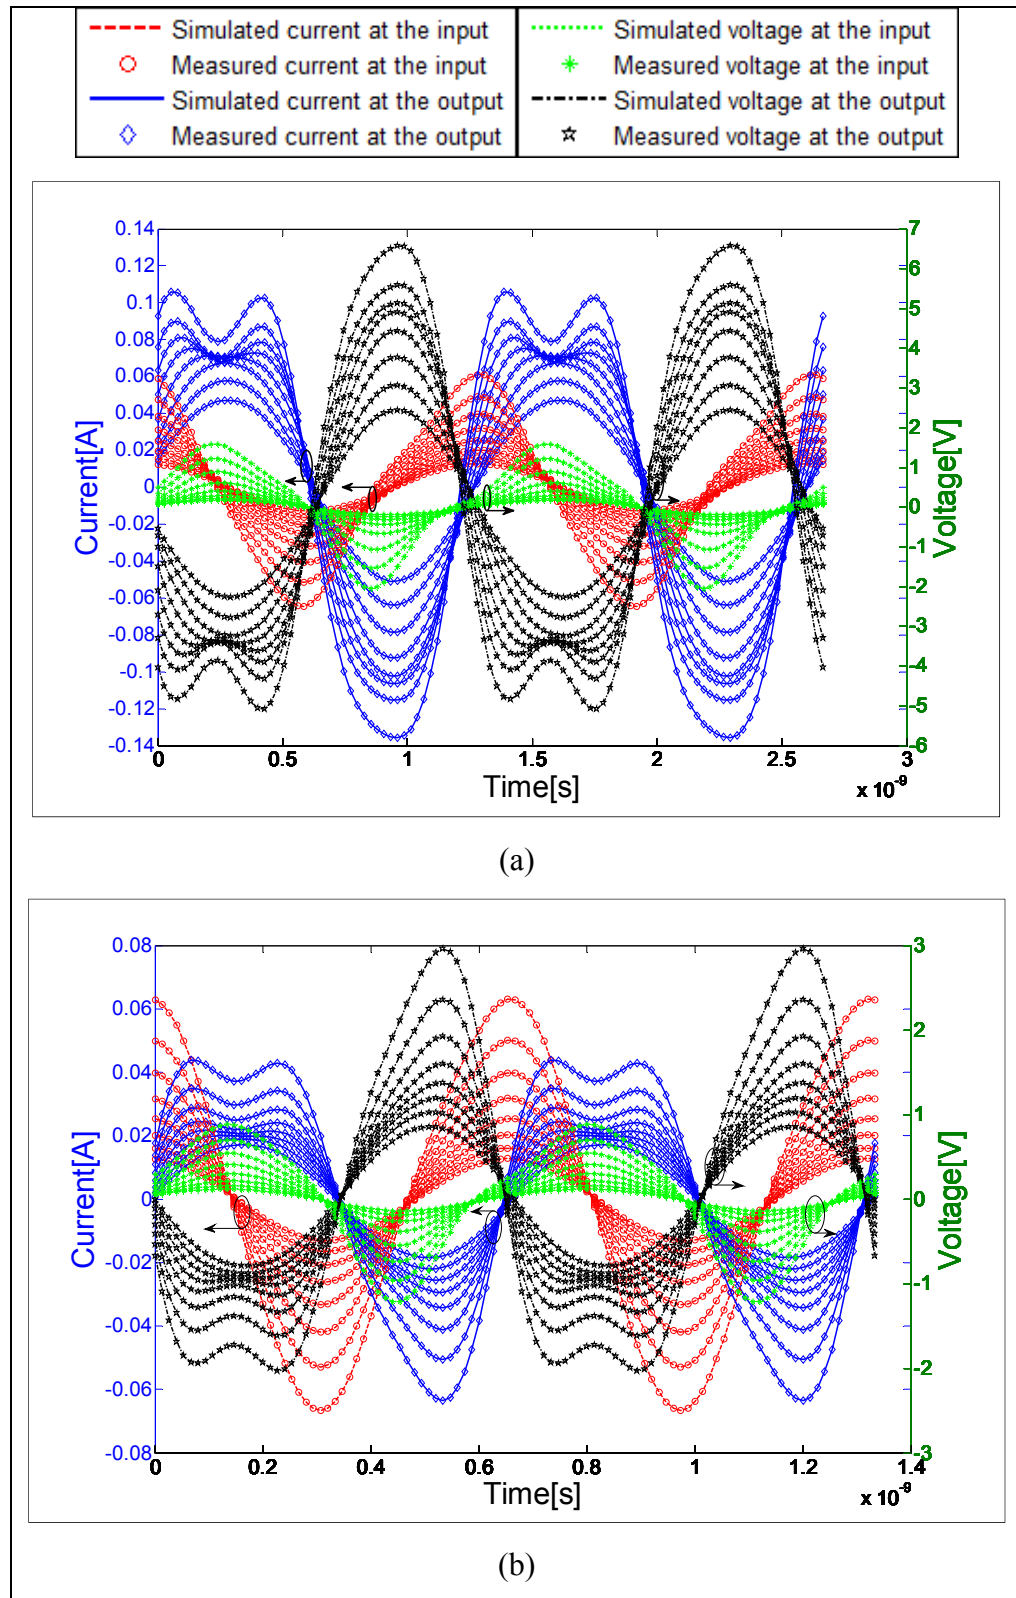 Simulated current at the input
Measured current at the input
Simulated current at the output
Measured current at the output
Simulated voltage at the input
Measured voltage at the input
Simulated voltage at the output
Measured voltage at the output
Current[A]
0.14
0.12
0.1
0.08
0.06
0.04
0.02
0
-0.02
-0.04
-0.06
-0.08
-0.1
-0.12
-0.14
7
6
5
4
3
2
1
0
-1
-2
-3
-4
-5
-6
Voltage[V]
0 0.5 1 1.5 2 2.5 3
Time[s]
x 10^-9
(a)
Current[A]
0.08
0.06
0.04
0.02
0
-0.02
-0.04
-0.06
-0.08
3
2
1
0
-1
-2
-3
Voltage[V]
0 0.2 0.4 0.6 0.8 1 1.2 1.4
Time[s]
x 10^-9
(b)